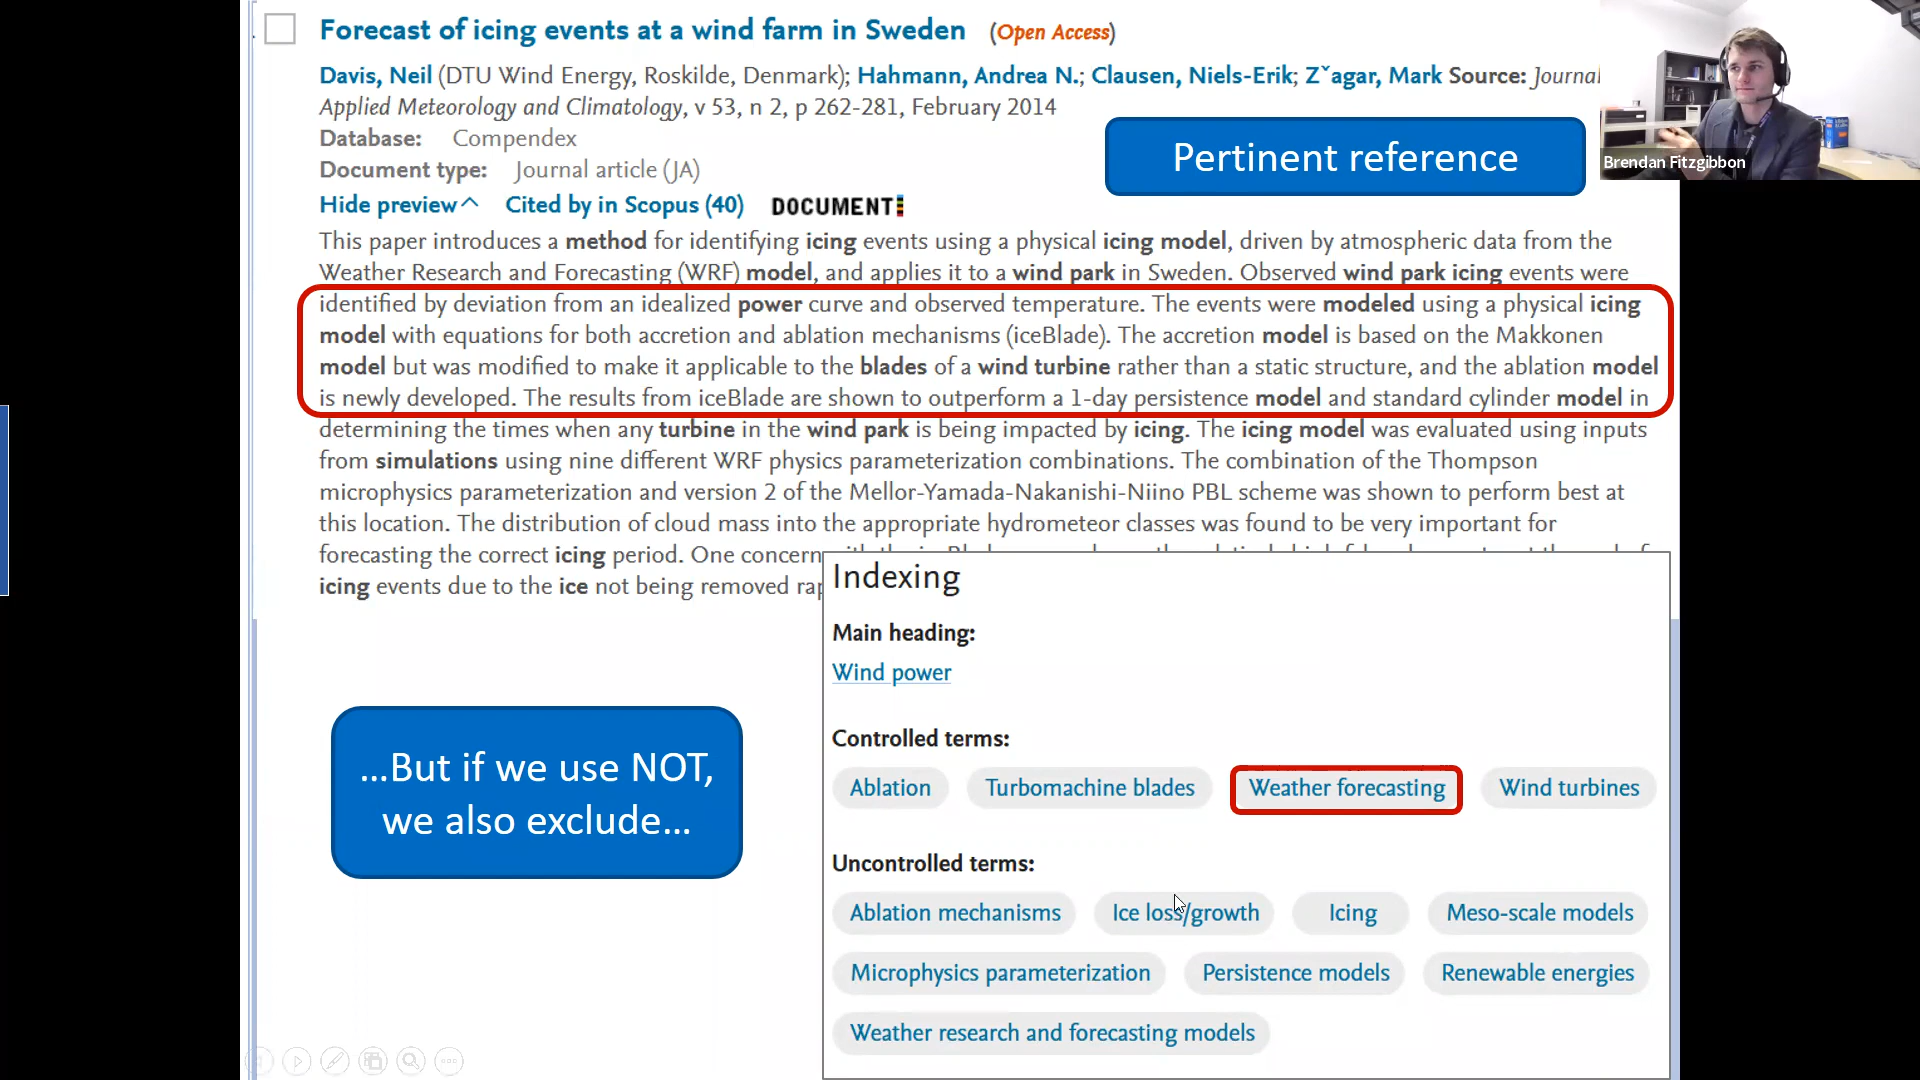 Forecast of icing events at a wind farm in Sweden (Open Access)
Davis, Neil (DTU Wind Energy, Roskilde, Denmark); Hahmann, Andrea N.; Clausen, Niels-Erik; Zˇagar, Mark Source: Journal
Applied Meteorology and Climatology, v 53, n 2, p 262-281, February 2014
Database: Compendex
Document type: Journal article (JA)
Hide preview^ Cited by in Scopus (40) DOCUMENT
Pertinent reference
Brendan Fitzgibbon
This paper introduces a method for identifying icing events using a physical icing model, driven by atmospheric data from the
Weather Research and Forecasting (WRF) model, and applies it to a wind park in Sweden. Observed wind park icing events were
identified by deviation from an idealized power curve and observed temperature. The events were modeled using a physical icing
model with equations for both accretion and ablation mechanisms (iceBlade). The accretion model is based on the Makkonen
model but was modified to make it applicable to the blades of a wind turbine rather than a static structure, and the ablation model
is newly developed. The results from iceBlade are shown to outperform a 1-day persistence model and standard cylinder model in
determining the times when any turbine in the wind park is being impacted by icing. The icing model was evaluated using inputs
from simulations using nine different WRF physics parameterization combinations. The combination of the Thompson
microphysics parameterization and version 2 of the Mellor-Yamada-Nakanishi-Niino PBL scheme was shown to perform best at
this location. The distribution of cloud mass into the appropriate hydrometeor classes was found to be very important for
forecasting the correct icing period. One concern
icing events due to the ice not being removed rap
Indexing
Main heading:
Wind power
...But if we use NOT,
we also exclude...
Controlled terms:
Ablation Turbomachine blades Weather forecasting Wind turbines
Uncontrolled terms:
Ablation mechanisms Ice loss/growth Icing Meso-scale models
Microphysics parameterization Persistence models Renewable energies
Weather research and forecasting models